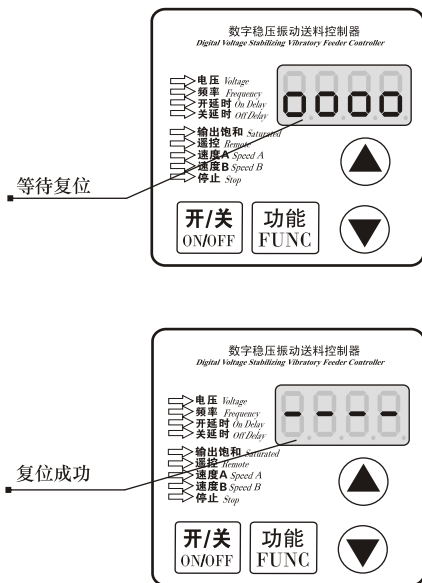 数字稳压振动送料控制器
Digital Voltage Stabilizing Vibratory Feeder Controller
电压 Voltage
频率 Frequency
开延时 On Delay
关延时 Off Delay
oooo
输出饱和 Saturated
遥控 Remote
速度A Speed A
速度B Speed B
停止 Stop
等待复位
开/关 功能
ON/OFF FUNC
数字稳压振动送料控制器
Digital Voltage Stabilizing Vibratory Feeder Controller
电压 Voltage
频率 Frequency
开延时 On Delay
关延时 Off Delay
----
输出饱和 Saturated
遥控 Remote
速度A Speed A
速度B Speed B
停止 Stop
复位成功
开/关 功能
ON/OFF FUNC